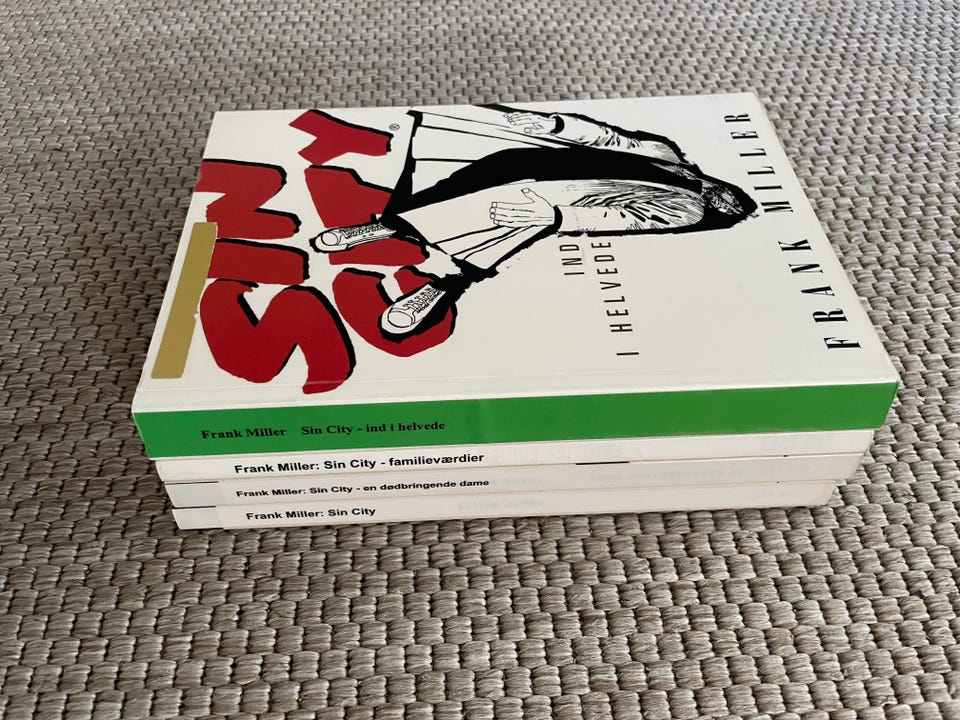 SIN
CITY®
IND
I HELVEDE
FRANK MILLER
Frank Miller Sin City - ind i helvede
Frank Miller: Sin City - familieværdier
Frank Miller: Sin City - en dødbringende dame
Frank Miller: Sin City